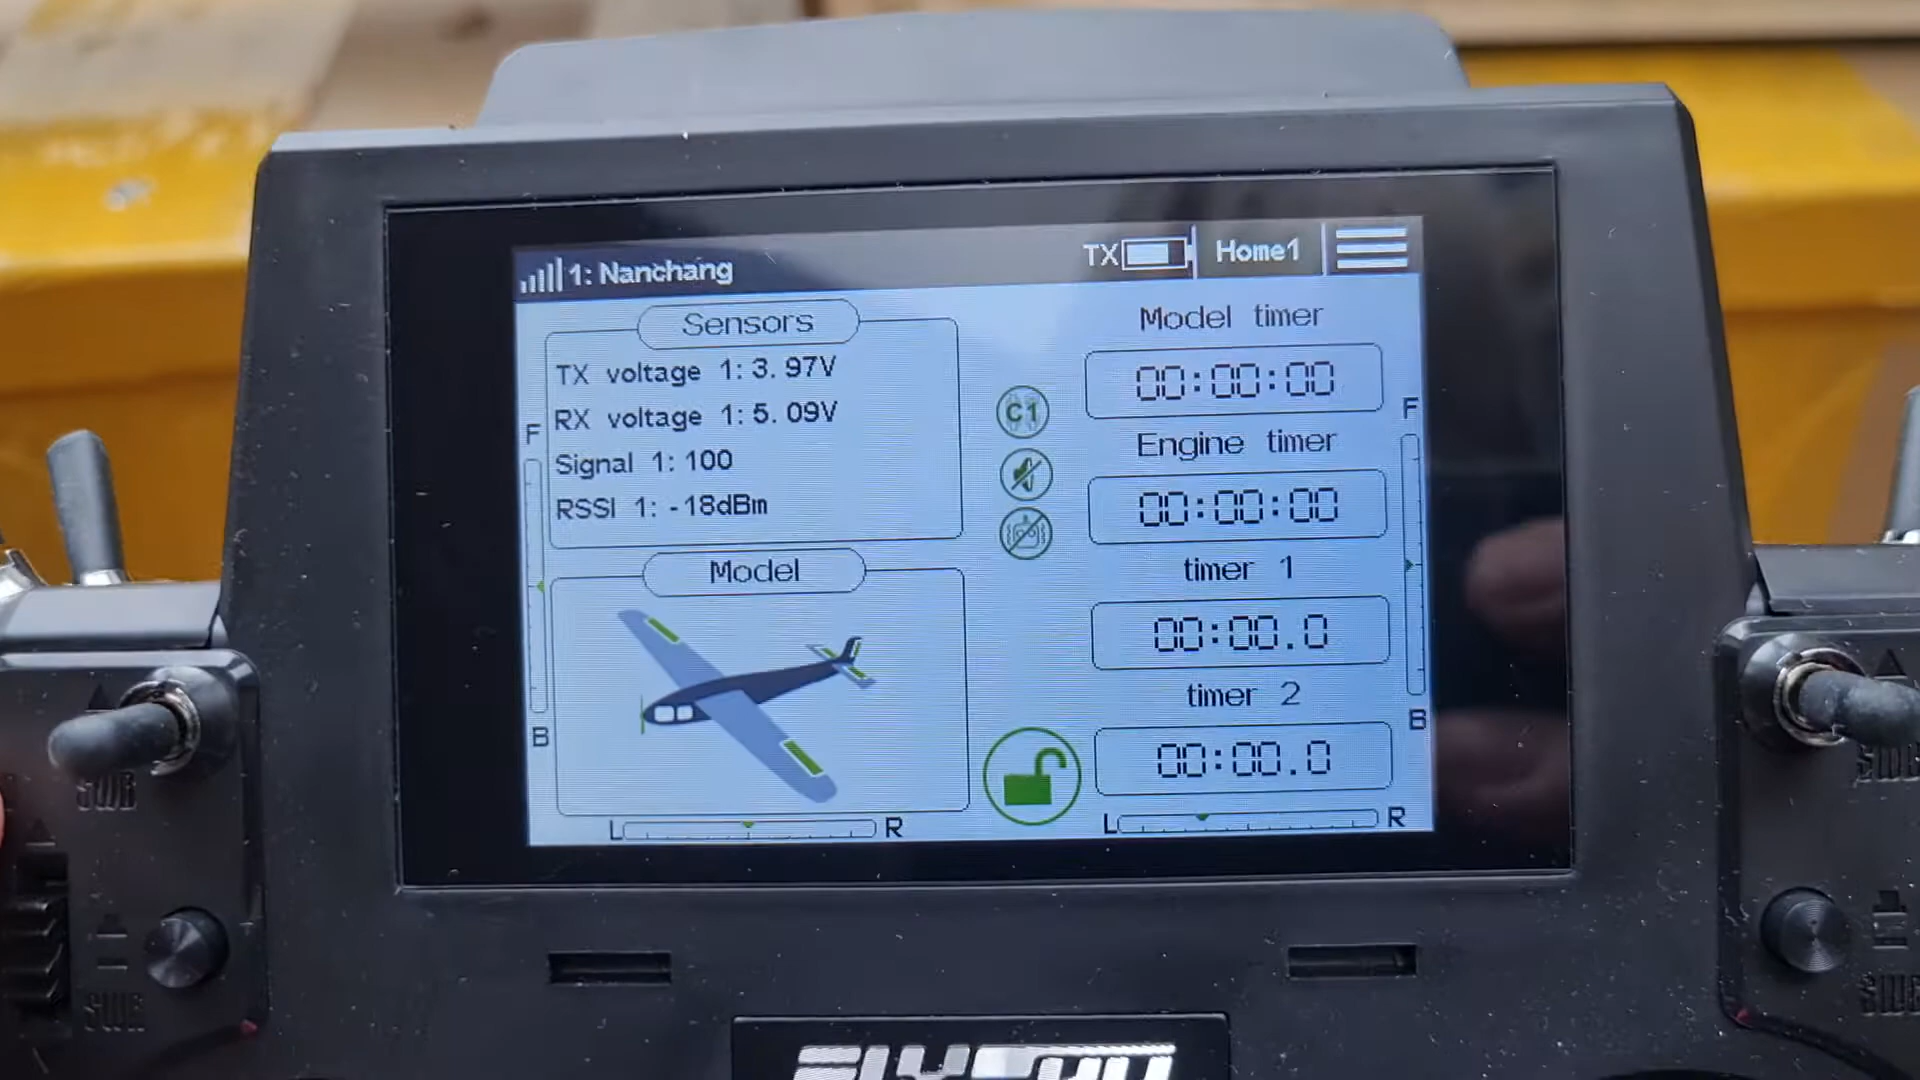 1: Nanchang
TX
Home1
Sensors
TX voltage 1: 3.97V
RX voltage 1: 5.09V
Signal 1: 100
RSSI 1: -18dBm
Model
F
B
L
R
C1
Model timer
00:00:00
Engine timer
00:00:00
timer 1
00:00.0
timer 2
00:00.0
F
B
L
R
SWB
FLYSKY